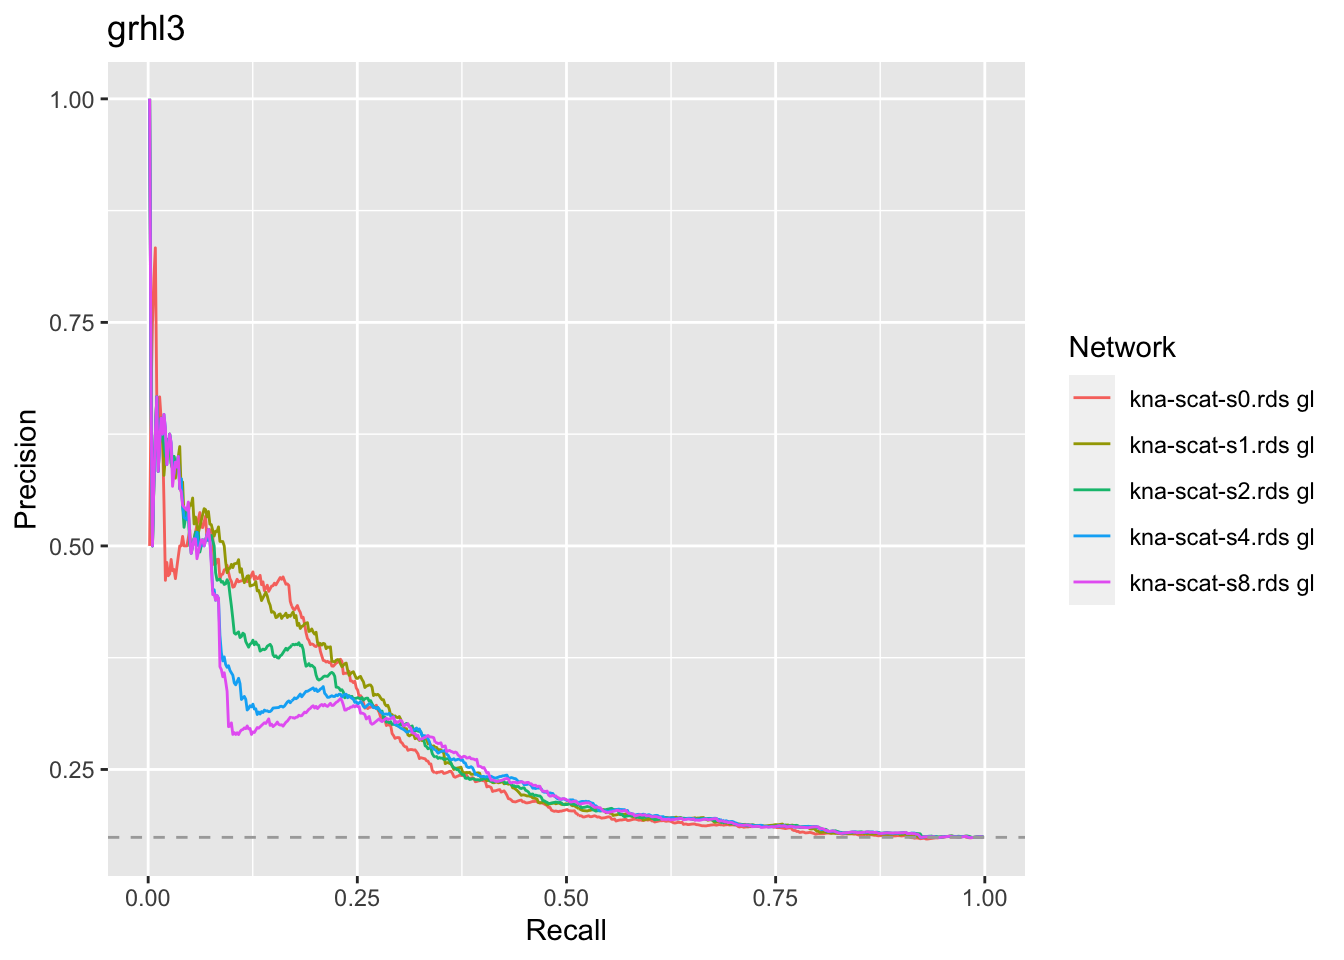 grhl3
1.00
0.75
0.50
0.25
Precision
0.00
0.25
0.50
0.75
1.00
Recall
Network
kna-scat-s0.rds gl
kna-scat-s1.rds gl
kna-scat-s2.rds gl
kna-scat-s4.rds gl
kna-scat-s8.rds gl